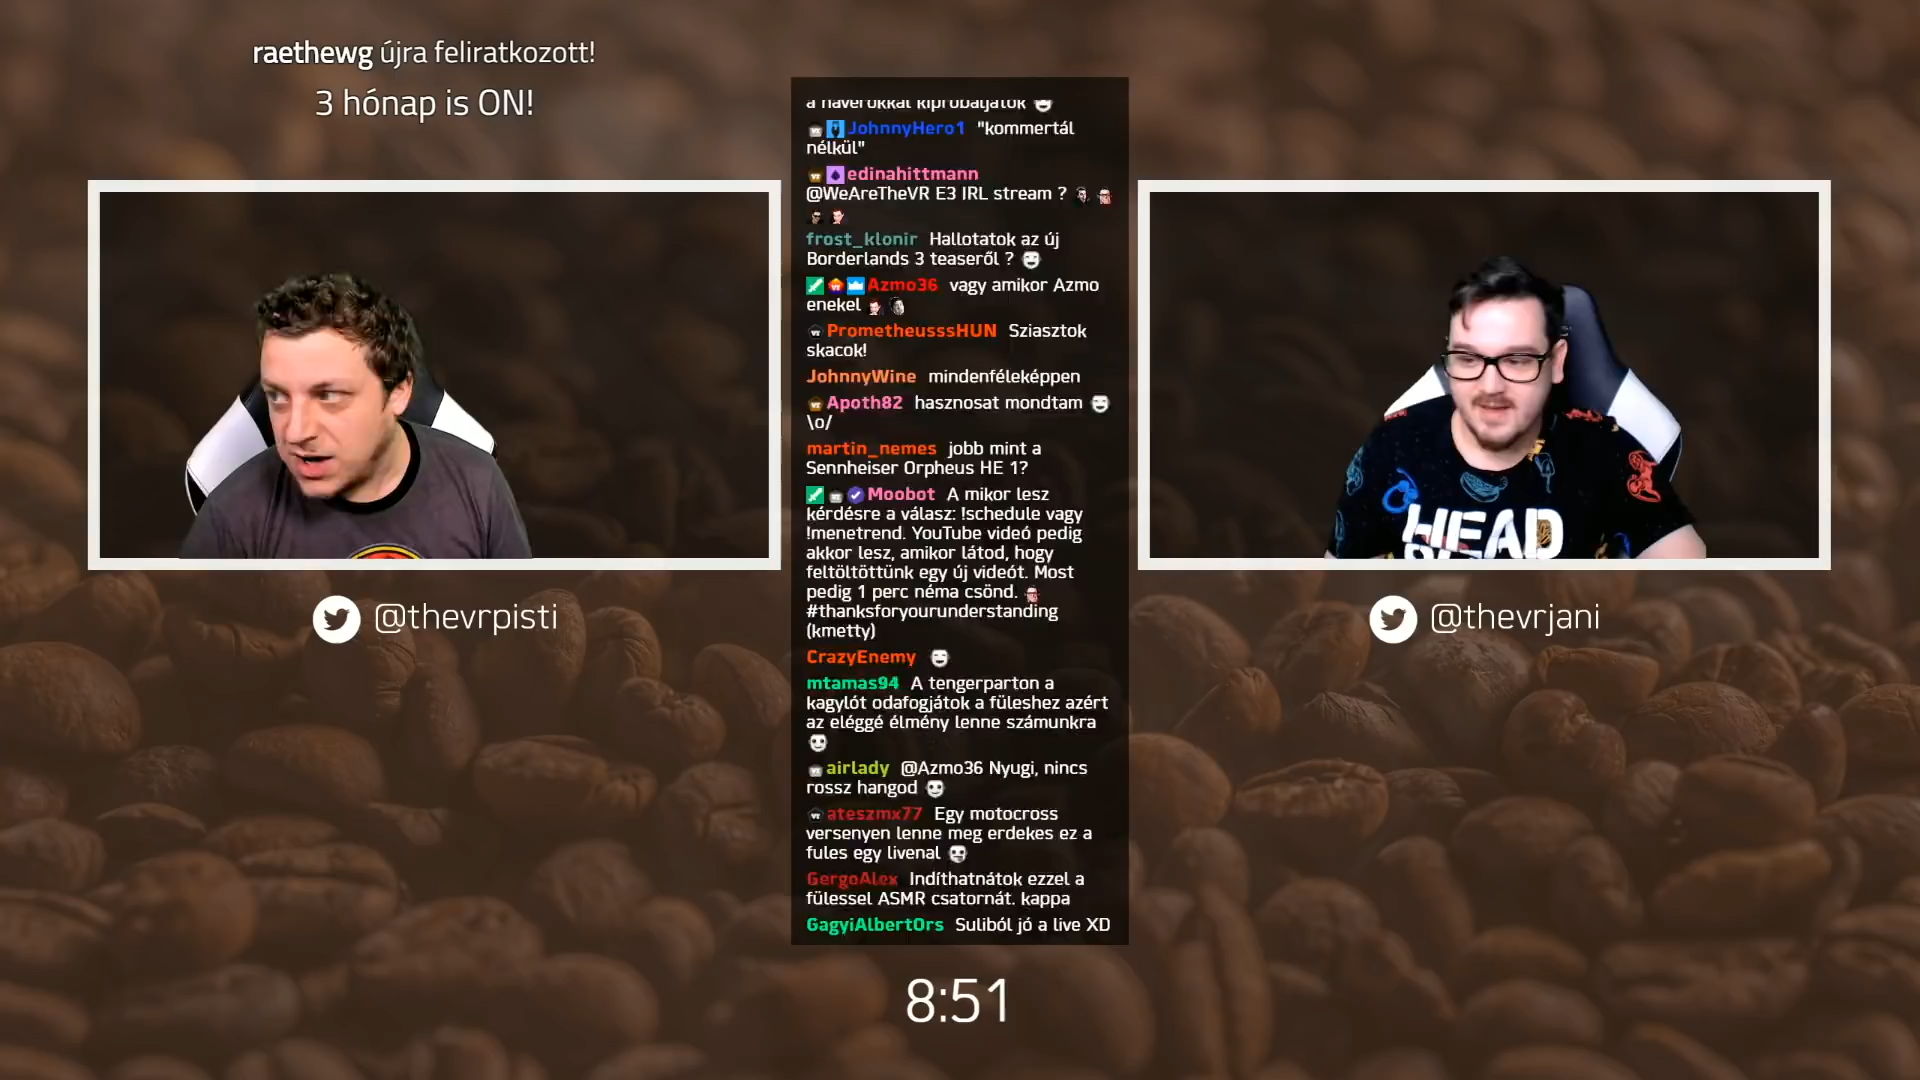 raethewg újra feliratkozott!
3 hónap is ON!
a haverokkal kipróbáljátok
JohnnyHero1 "kommertál
nélkül"
edinahittmann
@WeAreTheVR E3 IRL stream ?
frost_klonir Hallotatok az új
Borderlands 3 teaseről ?
Azmo36 vagy amikor Azmo
enekel
PrometheusssHUN Sziasztok
skacok!
JohnnyWine mindenféleképpen
Apoth82 hasznosat mondtam
\o/
martin_nemes jobb mint a
Sennheiser Orpheus HE 1?
Moobot A mikor lesz
kérdésre a válasz: !schedule vagy
!menetrend. YouTube videó pedig
akkor lesz, amikor látod, hogy
feltöltöttünk egy új videót. Most
pedig 1 perc néma csönd.
#thanksforyourunderstanding
(kmetty)
CrazyEnemy
mtamas94 A tengerparton a
kagylót odafogjátok a füleshez azért
az eléggé élmény lenne számunkra
airlady @Azmo36 Nyugi, nincs
rossz hangod
ateszmx77 Egy motocross
versenyen lenne meg erdekes ez a
fules egy livenal
GergoAlex Indíthatnátok ezzel a
fülessel ASMR csatornát. kappa
GagyiAlbertOrs Suliból jó a live XD
HEAD
@thevrpisti
@thevrjani
8:51